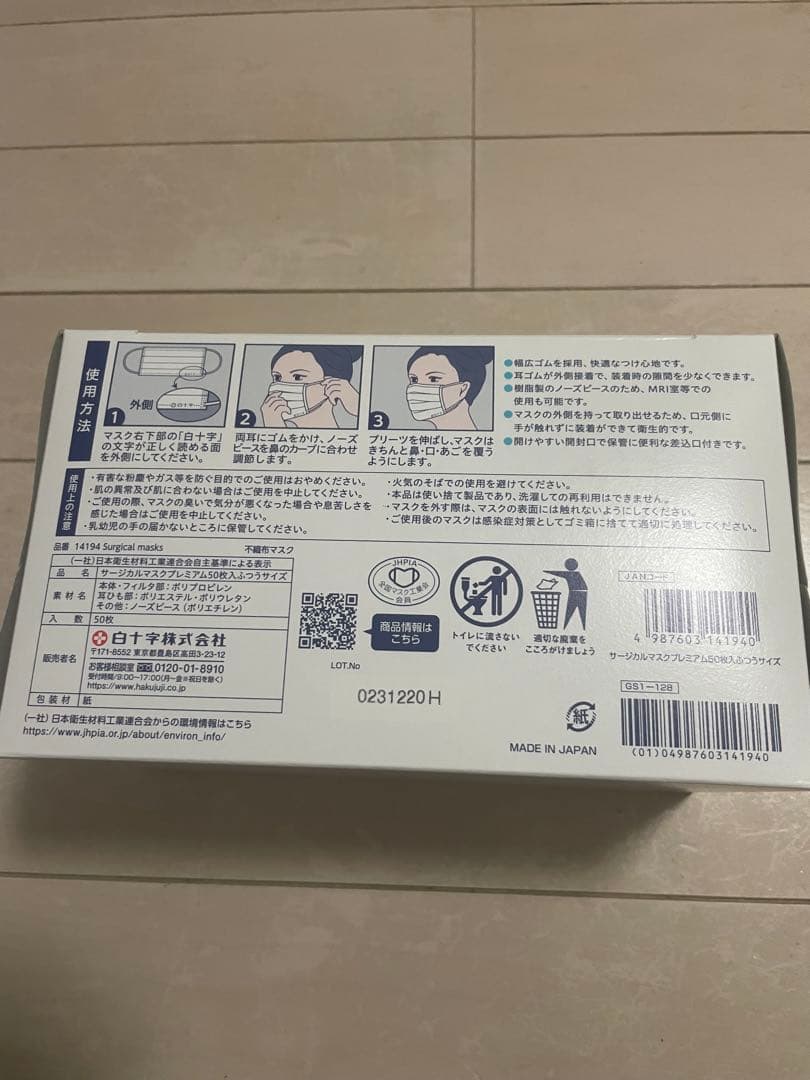 使用方法
外側
白十字
1
マスク右下部の「白十字」
の文字が正しく読める面
を外側にしてください。
2
両耳にゴムをかけ、ノーズ
ピースを鼻のカーブに合わせ
調節します。
3
プリーツを伸ばし、マスクは
きちんと鼻・口・あごを覆う
ようにします。
●幅広ゴムを採用、快適なつけ心地です。
●耳ゴムが外側接着で、装着時の隙間を少なくできます。
●樹脂製のノーズピースのため、MRI室等での
使用も可能です。
●マスクの外側を持って取り出せるため、口元側に
手が触れずに装着ができて衛生的です。
●開けやすい開封口で保管に便利な差込口付きです。
使用上の注意
・有害な粉塵やガス等を防ぐ目的でのご使用はおやめください。
・肌の異常及び肌に合わない場合はご使用を中止してください。
・ご使用の際、マスクの臭いで気分が悪くなった場合や息苦しさを
感じた場合はご使用を中止してください。
・乳幼児の手の届かないところに保管してください。
・火気のそばでの使用を避けてください。
・本品は使い捨て製品であり、洗濯しての再利用はできません。
・マスクを外す際は、マスクの表面には触れないようにしてください。
・ご使用後のマスクは感染症対策としてゴミ箱に捨てて適切に処理してください。
品番 14194 Surgical masks 不織布マスク
(一社)日本衛生材料工業連合会自主基準による表示
品 名 サージカルマスクプレミアム50枚入ふつうサイズ
素材名 本体・フィルタ部:ポリプロピレン
耳ひも部:ポリエステル・ポリウレタン
その他:ノーズピース(ポリエチレン)
入 数 50枚
販売者名 白十字株式会社
〒171-8552 東京都豊島区高田3-23-12
お客様相談室 0120-01-8910
受付時間/9:00~17:00(月~金※祝日を除く)
https://www.hakujuji.co.jp
包装材 紙
(一社)日本衛生材料工業連合会からの環境情報はこちら
https://www.jhpia.or.jp/about/environ_info/
JHPIA
全国マスク工業会
会員
商品情報は
こちら
LOT.No
0231220H
トイレに流さない
でください
適切な廃棄を
こころがけましょう
紙
MADE IN JAPAN
JANコード
4 987603 141940
サージカルマスクプレミアム50枚入ふつうサイズ
GS1-128
(01)04987603141940